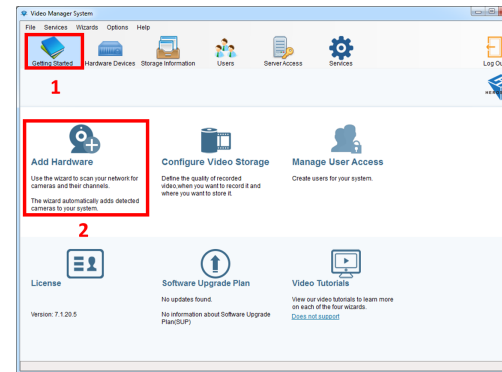 Video Manager System
File Services Wizards Options Help
Getting Started Hardware Devices Storage Information Users Server Access Services Log Ou
1
Add Hardware
Use the wizard to scan your network for
cameras and their channels.
The wizard automatically adds detected
cameras to your system.
2
Configure Video Storage
Define the quality of recorded
video,when you want to record it and
where you want to store it.
Manage User Access
Create users for your system.
License
Version: 7.1.20.5
Software Upgrade Plan
No updates found.
No information about Software Upgrade
Plan(SUP)
Video Tutorials
View our video tutorials to learn more
on each of the four wizards.
Does not support